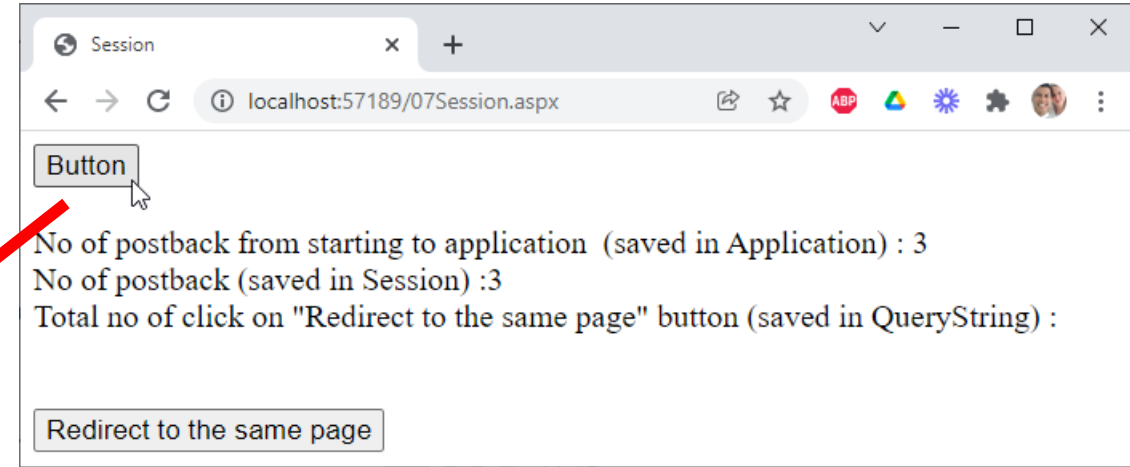 Session
localhost:57189/07Session.aspx
ABP
Button
No of postback from starting to application  (saved in Application) : 3
No of postback (saved in Session) :3
Total no of click on "Redirect to the same page" button (saved in QueryString) :
Redirect to the same page